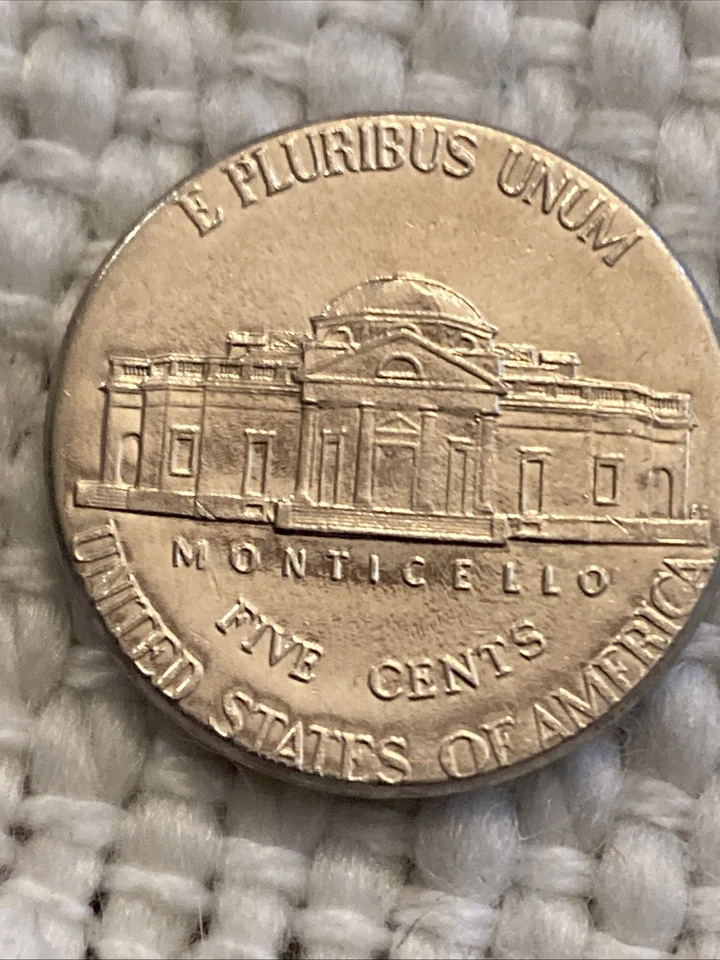 E PLURIBUS UNUM
MONTICELLO
FIVE CENTS
UNITED STATES OF AMERICA